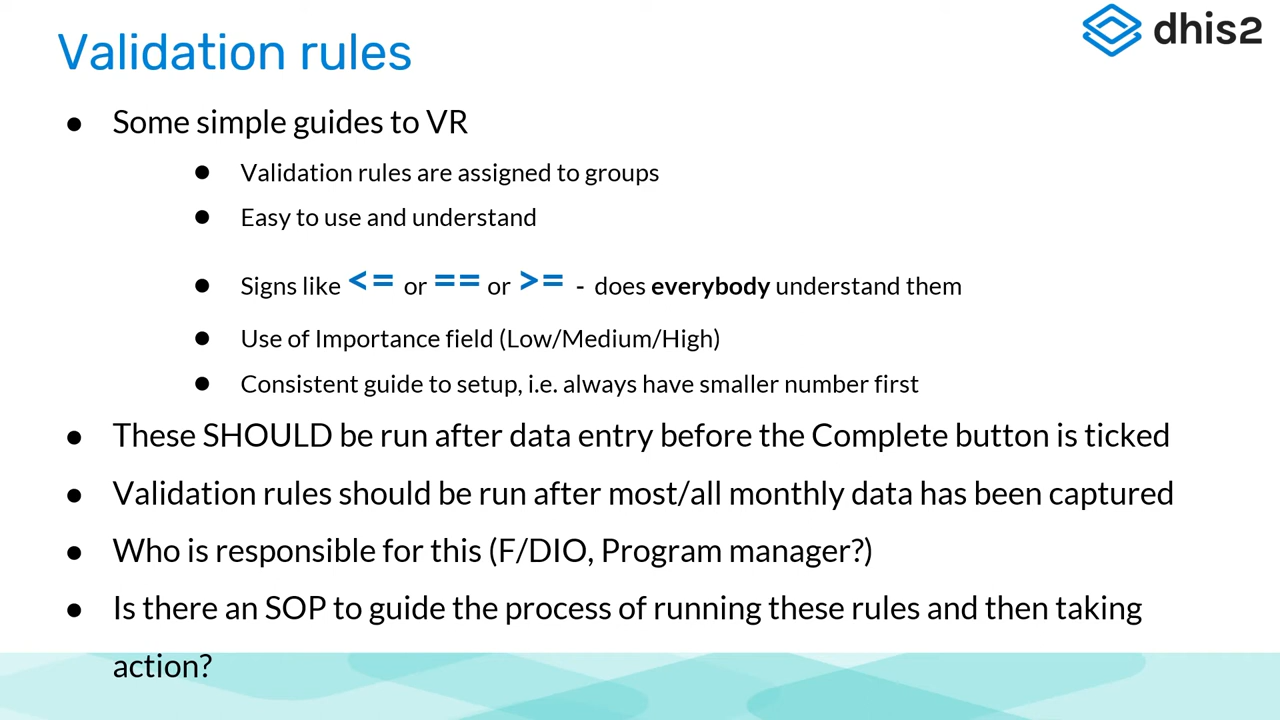 Validation rules
dhis2
● Some simple guides to VR
● Validation rules are assigned to groups
● Easy to use and understand
● Signs like <= or == or >= - does everybody understand them
● Use of Importance field (Low/Medium/High)
● Consistent guide to setup, i.e. always have smaller number first
● These SHOULD be run after data entry before the Complete button is ticked
● Validation rules should be run after most/all monthly data has been captured
● Who is responsible for this (F/DIO, Program manager?)
● Is there an SOP to guide the process of running these rules and then taking
action?